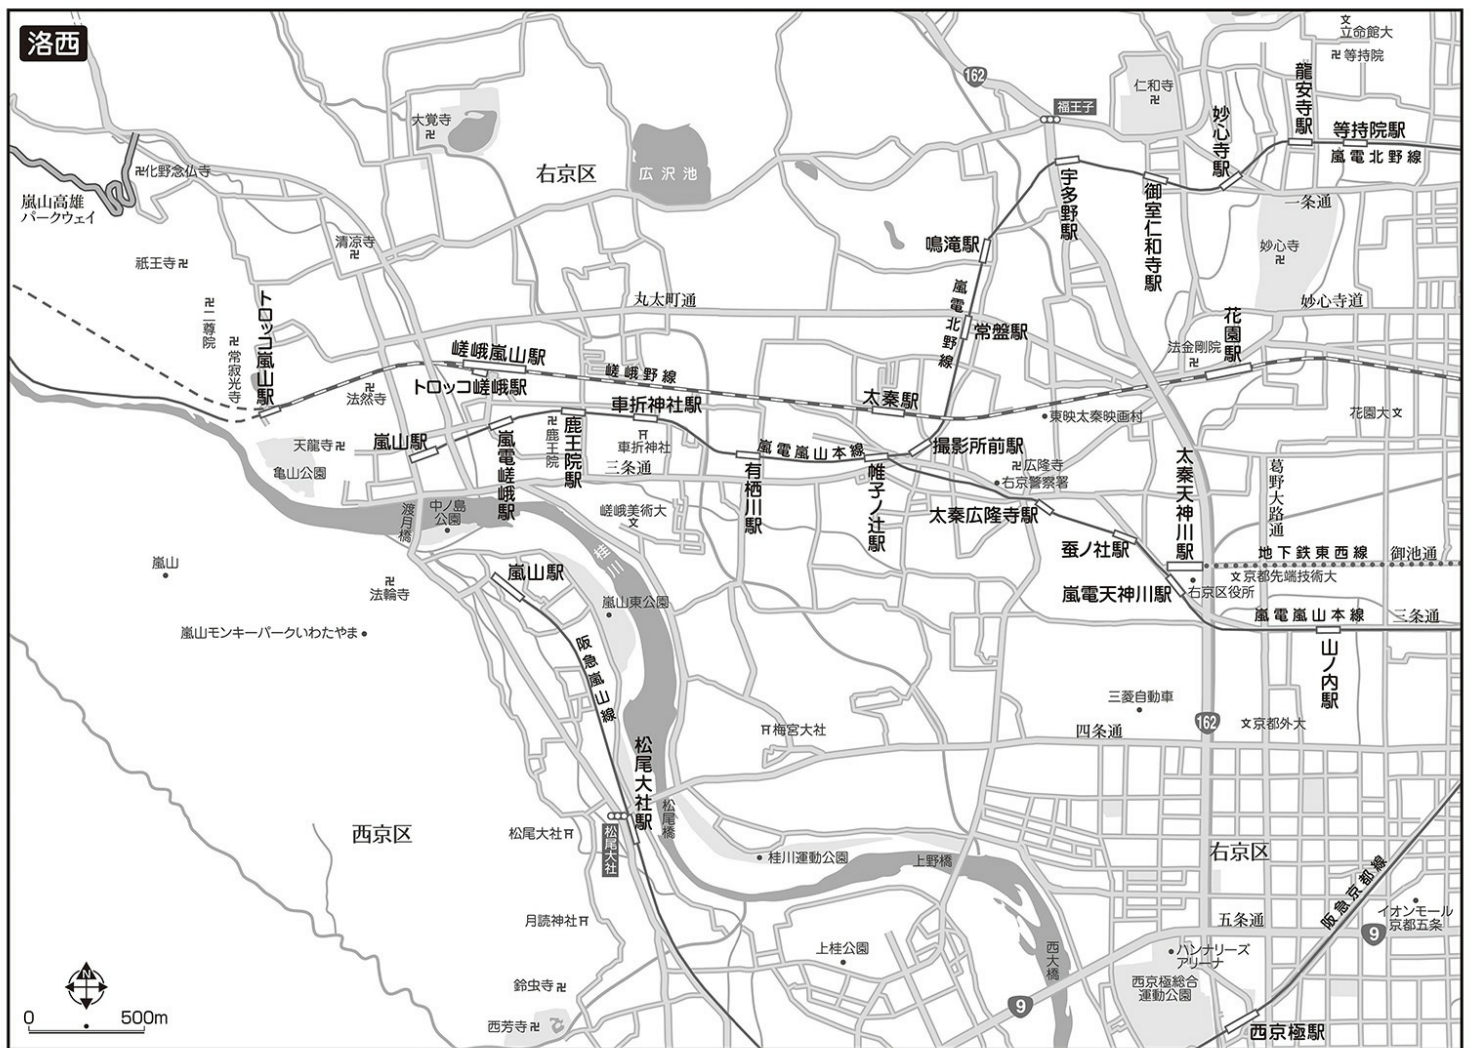 洛西
文
立命館大
卍 等持院
龍安寺駅
等持院駅
嵐電北野線
162
福王子
仁和寺
卍
妙心寺駅
大覚寺
卍
右京区
広沢池
卍化野念仏寺
嵐山高雄
パークウェイ
清凉寺
卍
祇王寺卍
宇多野駅
御室仁和寺駅
一条通
妙心寺
卍
鳴滝駅
嵐電北野線
丸太町通
妙心寺道
卍二尊院
卍常寂光寺
トロッコ嵐山駅
常盤駅
花園駅
法金剛院
卍
嵯峨嵐山駅
嵯峨野線
トロッコ嵯峨駅
卍
法然寺
太秦駅
東映太秦映画村
花園大文
車折神社駅
車折神社
卍鹿王院
鹿王院駅
嵐山駅
天龍寺卍
亀山公園
嵐電嵯峨駅
三条通
嵐電嵐山本線
有栖川駅
帷子ノ辻駅
撮影所前駅
卍広隆寺
右京警察署
太秦広隆寺駅
太秦天神川駅
葛野大路通
渡月橋
中ノ島
公園
嵯峨美術大
文
桂川
蚕ノ社駅
地下鉄東西線
御池通
文京都先端技術大
右京区役所
嵐電天神川駅
嵐電嵐山本線
三条通
山ノ内駅
嵐山
卍
法輪寺
嵐山駅
嵐山東公園
嵐山モンキーパークいわたやま
阪急嵐山線
三菱自動車
162
文京都外大
四条通
梅宮大社
松尾大社駅
松尾橋
松尾大社
松尾大社
西京区
桂川運動公園
上野橋
右京区
阪急京都線
イオンモール
京都五条
五条通
9
月読神社
上桂公園
西大橋
ハンナリーズ
アリーナ
西京極総合
運動公園
9
鈴虫寺卍
西芳寺卍
西京極駅
N
0
500m